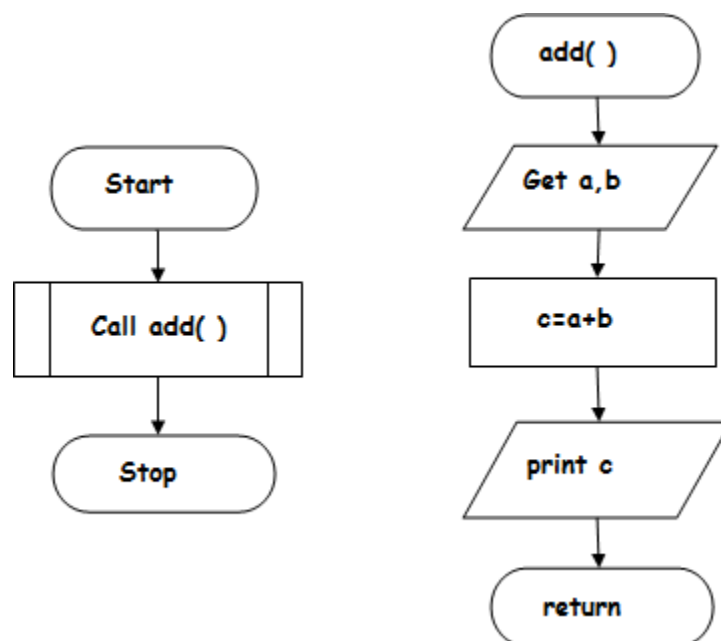 Start
Call add( )
Stop
add( )
Get a,b
c=a+b
print c
return